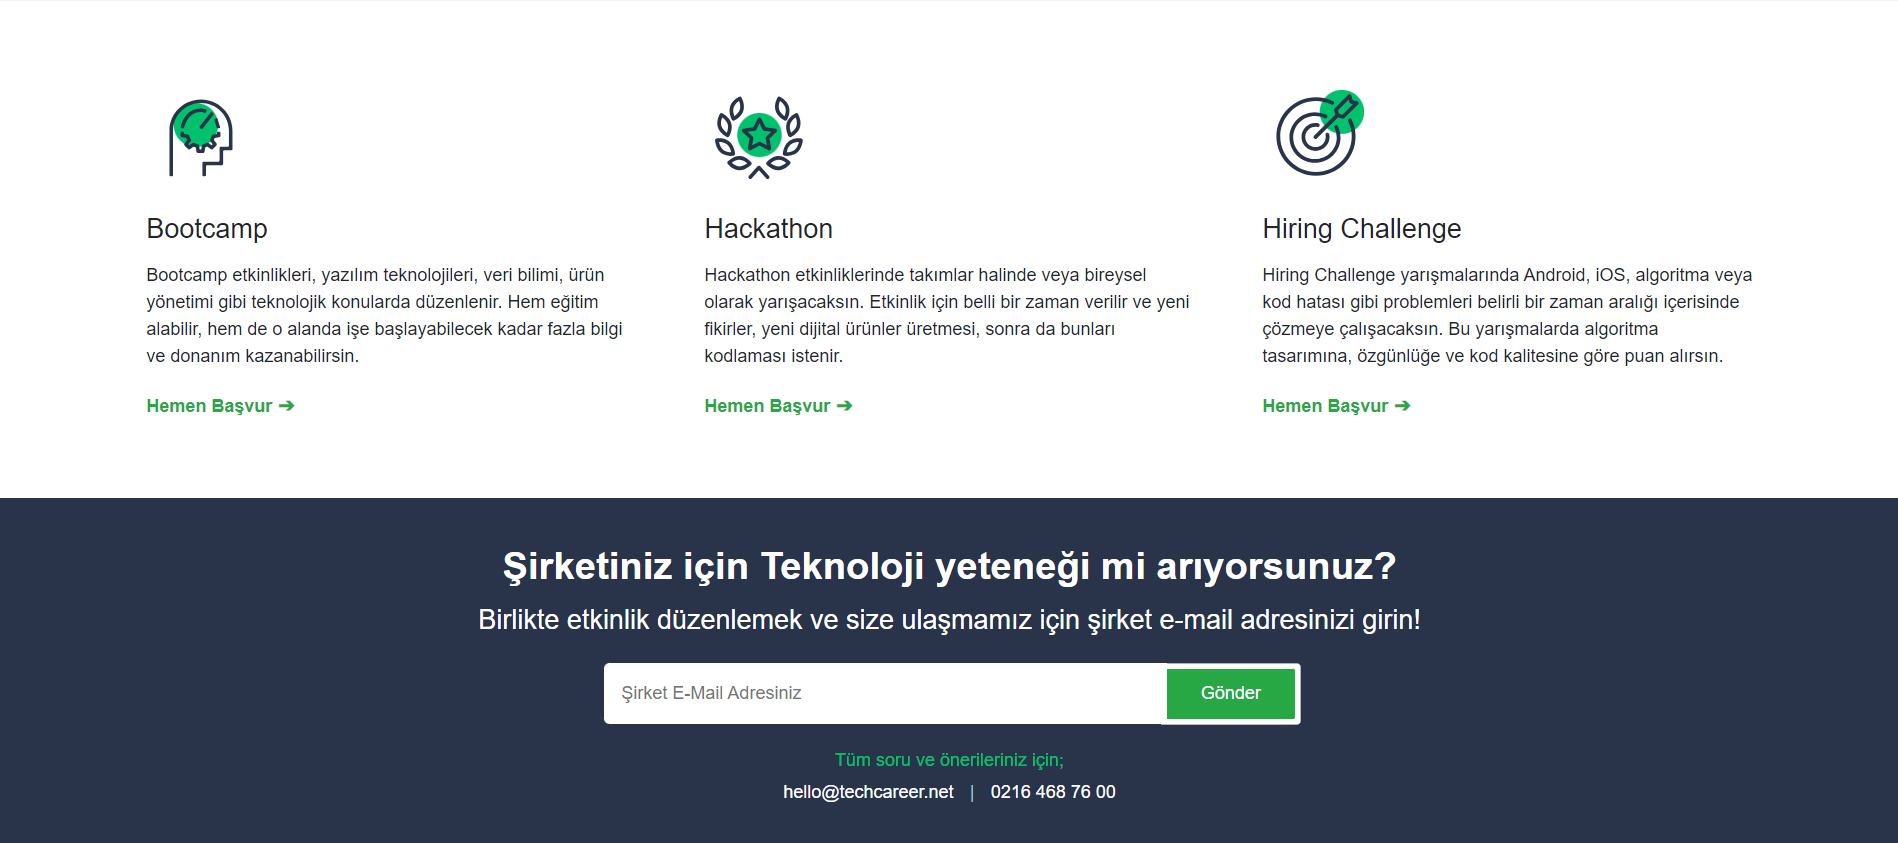 Bootcamp
Bootcamp etkinlikleri, yazılım teknolojileri, veri bilimi, ürün
yönetimi gibi teknolojik konularda düzenlenir. Hem eğitim
alabilir, hem de o alanda işe başlayabilecek kadar fazla bilgi
ve donanım kazanabilirsin.
Hemen Başvur ➔
Hackathon
Hackathon etkinliklerinde takımlar halinde veya bireysel
olarak yarışacaksın. Etkinlik için belli bir zaman verilir ve yeni
fikirler, yeni dijital ürünler üretmesi, sonra da bunları
kodlaması istenir.
Hemen Başvur ➔
Hiring Challenge
Hiring Challenge yarışmalarında Android, iOS, algoritma veya
kod hatası gibi problemleri belirli bir zaman aralığı içerisinde
çözmeye çalışacaksın. Bu yarışmalarda algoritma
tasarımına, özgünlüğe ve kod kalitesine göre puan alırsın.
Hemen Başvur ➔
Şirketiniz için Teknoloji yeteneği mi arıyorsunuz?
Birlikte etkinlik düzenlemek ve size ulaşmamız için şirket e-mail adresinizi girin!
Şirket E-Mail Adresiniz
Gönder
Tüm soru ve önerileriniz için;
hello@techcareer.net | 0216 468 76 00